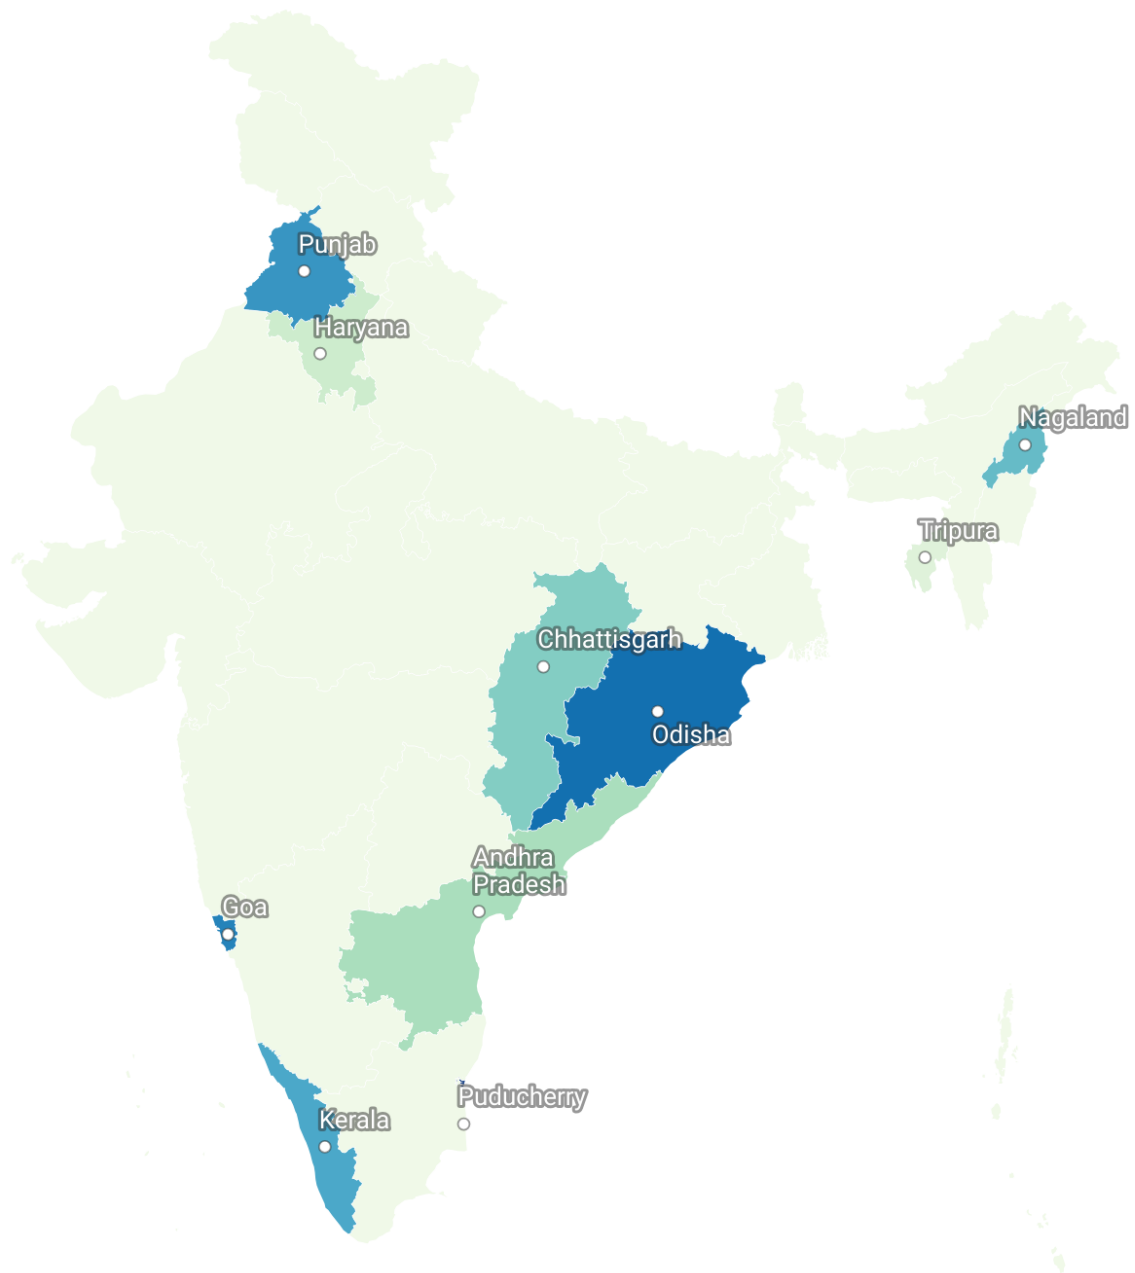 Punjab
Haryana
Nagaland
Tripura
Chhattisgarh
Odisha
Andhra
Pradesh
Goa
Puducherry
Kerala